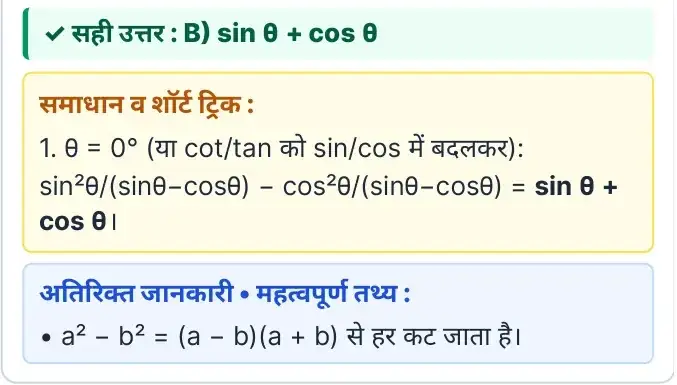 ✓ सही उत्तर : B) sin θ + cos θ
समाधान व शॉर्ट ट्रिक :
1. θ = 0° (या cot/tan को sin/cos में बदलकर):
sin²θ/(sinθ−cosθ) − cos²θ/(sinθ−cosθ) = sin θ +
cos θ।
अतिरिक्त जानकारी • महत्वपूर्ण तथ्य :
• a² − b² = (a − b)(a + b) से हर कट जाता है।